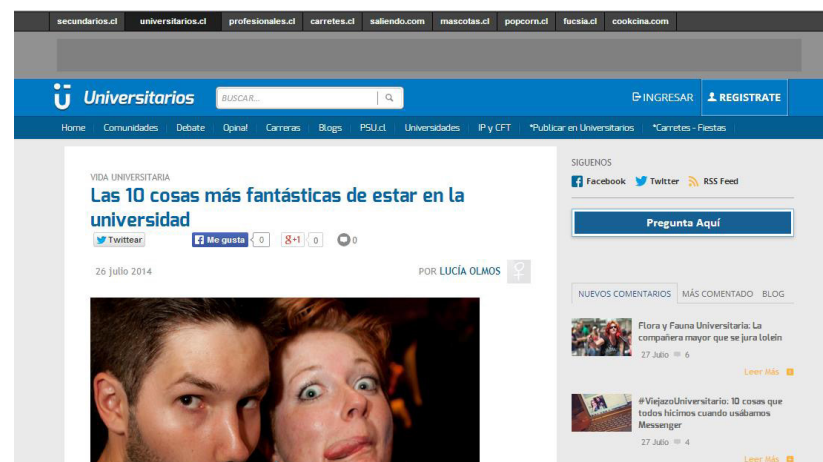 secundarios.cl universitarios.cl profesionales.cl carretes.cl saliendo.com mascotas.cl popcorn.cl fucsia.cl cookcina.com
Universitarios BUSCAR... INGRESAR REGISTRATE
Home Comunidades Debate Opina! Carreras Blogs PSU.cl Universidades IP y CFT *Publicar en Universitarios *Carretes - Fiestas
VIDA UNIVERSITARIA
Las 10 cosas más fantásticas de estar en la
universidad
Twittear Me gusta 0 g+1 0 0
26 julio 2014 POR LUCÍA OLMOS
SIGUENOS
Facebook Twitter RSS Feed
Pregunta Aquí
NUEVOS COMENTARIOS MÁS COMENTADO BLOG
Flora y Fauna Universitaria: La
compañera mayor que se jura lolein
27 Julio 6
Leer Más
#ViejazoUniversitario: 10 cosas que
todos hicimos cuando usábamos
Messenger
27 Julio 4
Leer Más